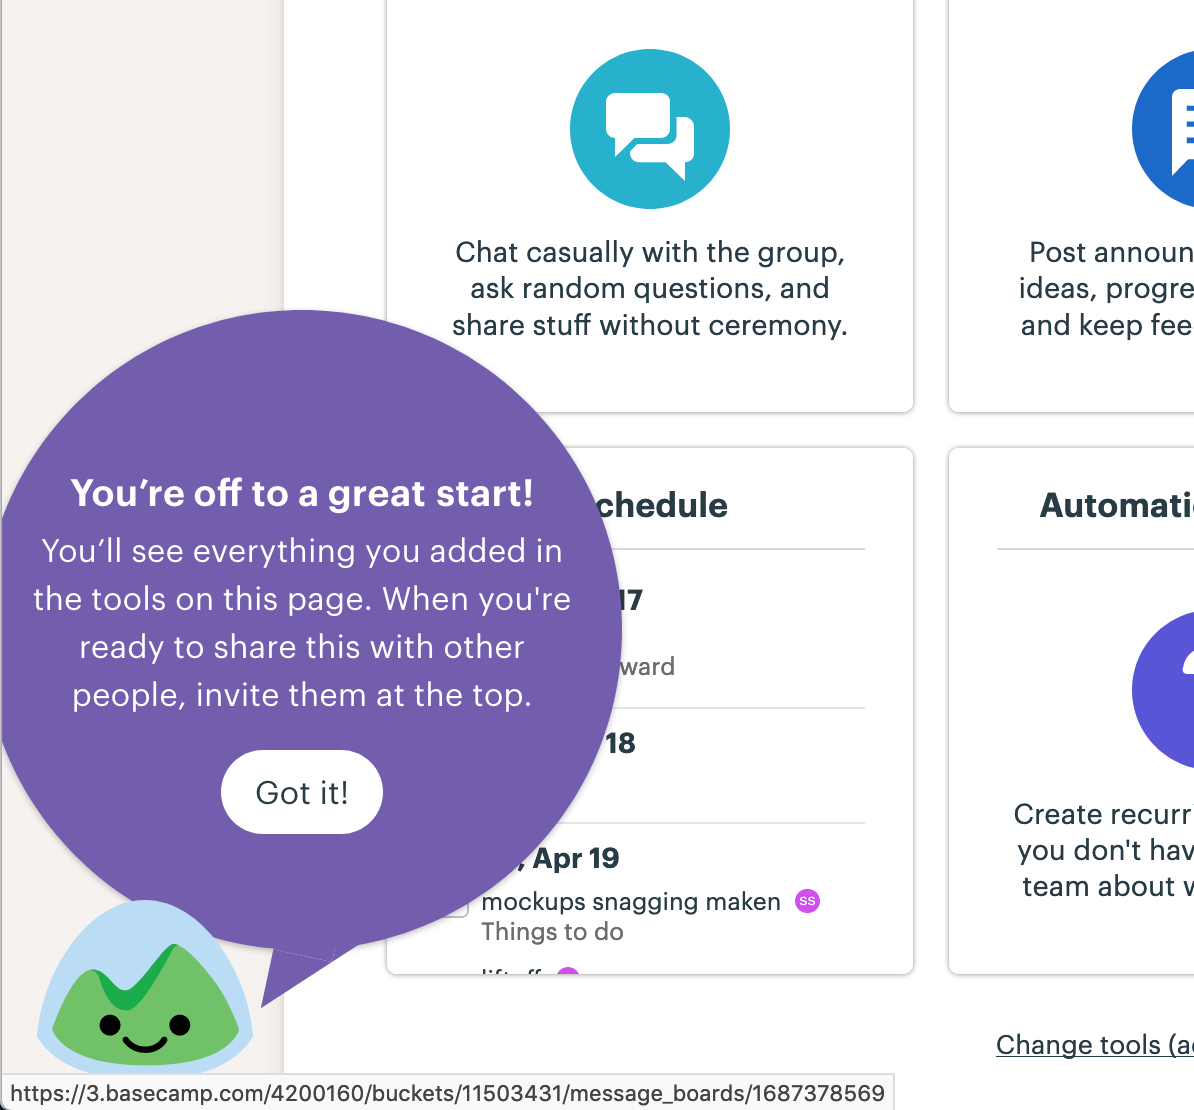 Chat casually with the group,
ask random questions, and
share stuff without ceremony.
Post announ
ideas, progre
and keep fee
You’re off to a great start!
You’ll see everything you added in
the tools on this page. When you're
ready to share this with other
people, invite them at the top.
Got it!
chedule
17
ward
18
, Apr 19
mockups snagging maken SS
Things to do
Automati
Create recurr
you don't hav
team about w
Change tools (a
https://3.basecamp.com/4200160/buckets/11503431/message_boards/1687378569